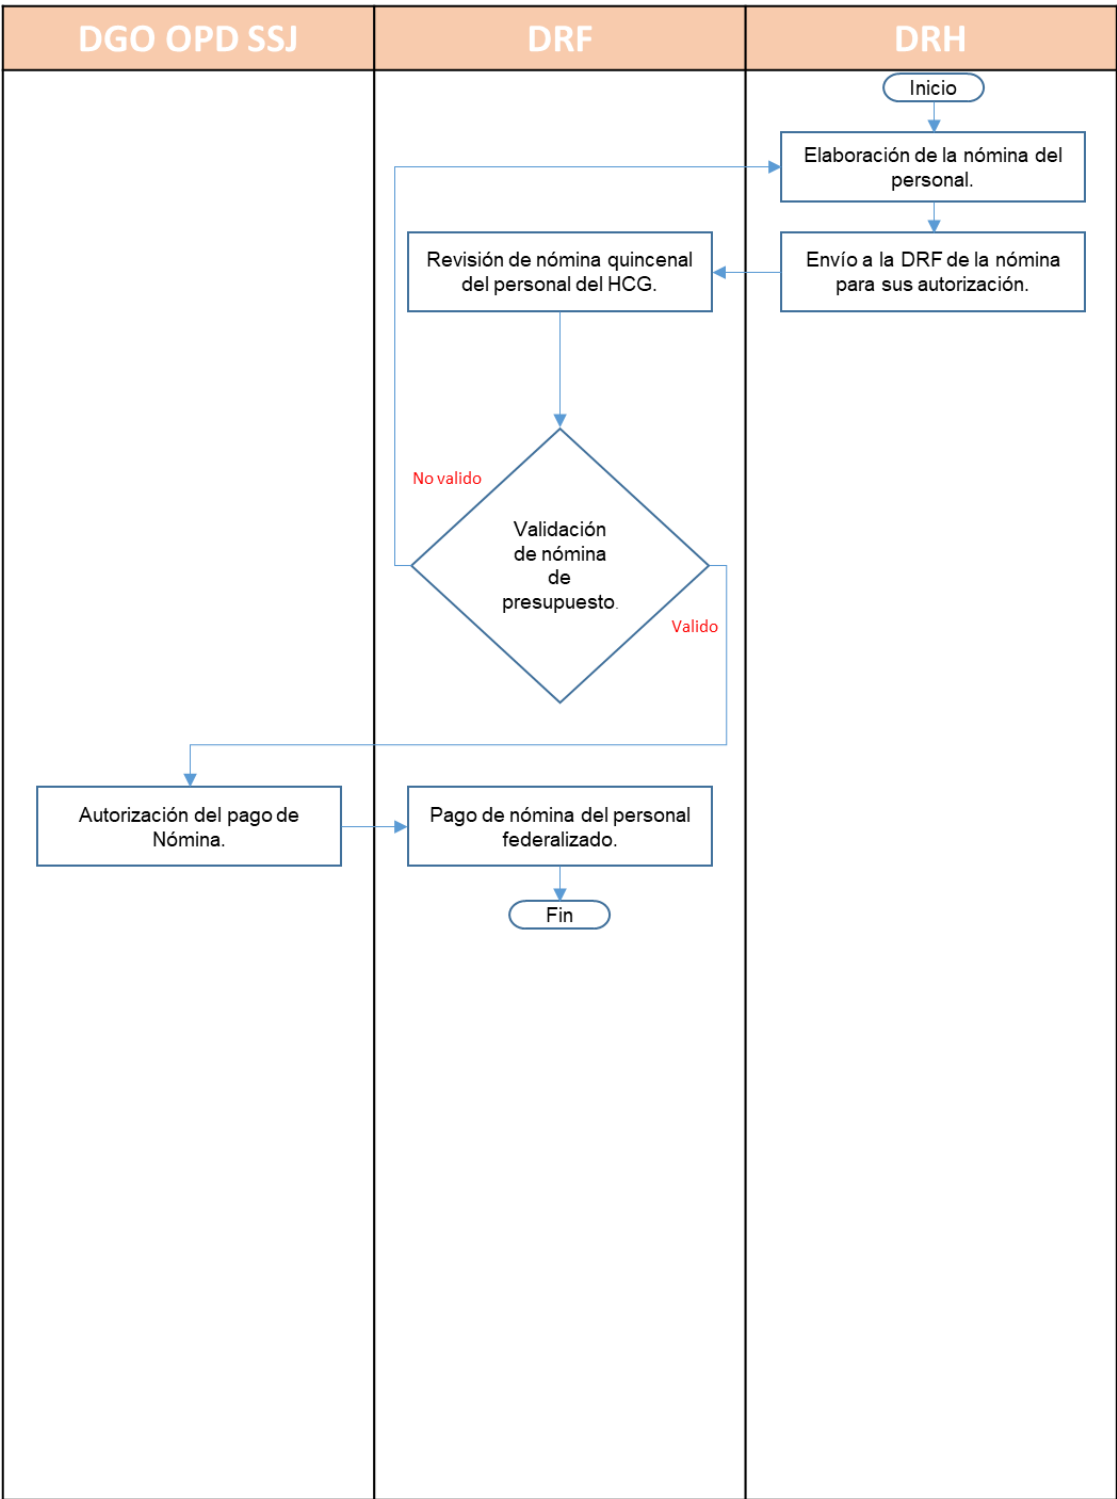 DGO OPD SSJ
DRF
DRH
Inicio
Elaboración de la nómina del
personal.
Revisión de nómina quincenal
del personal del HCG.
Envío a la DRF de la nómina
para sus autorización.
No valido
Validación
de nómina
de
presupuesto.
Valido
Autorización del pago de
Nómina.
Pago de nómina del personal
federalizado.
Fin